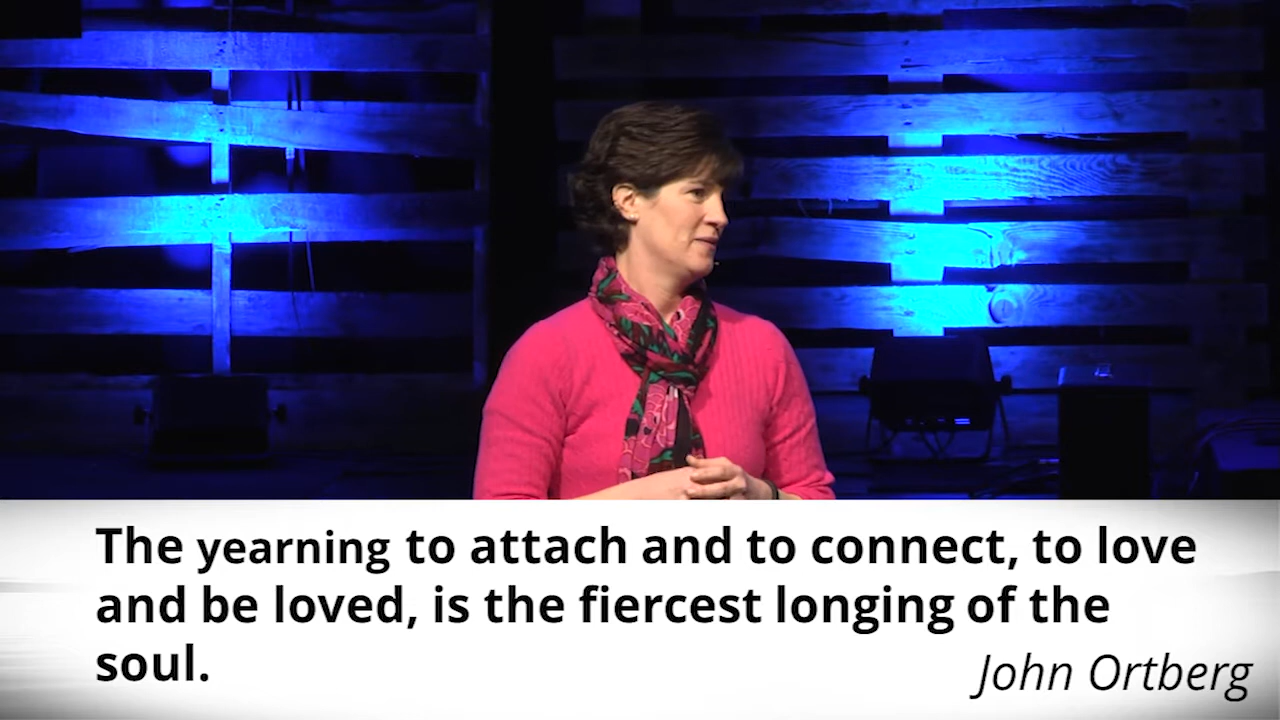 The yearning to attach and to connect, to love
and be loved, is the fiercest longing of the
soul.
John Ortberg